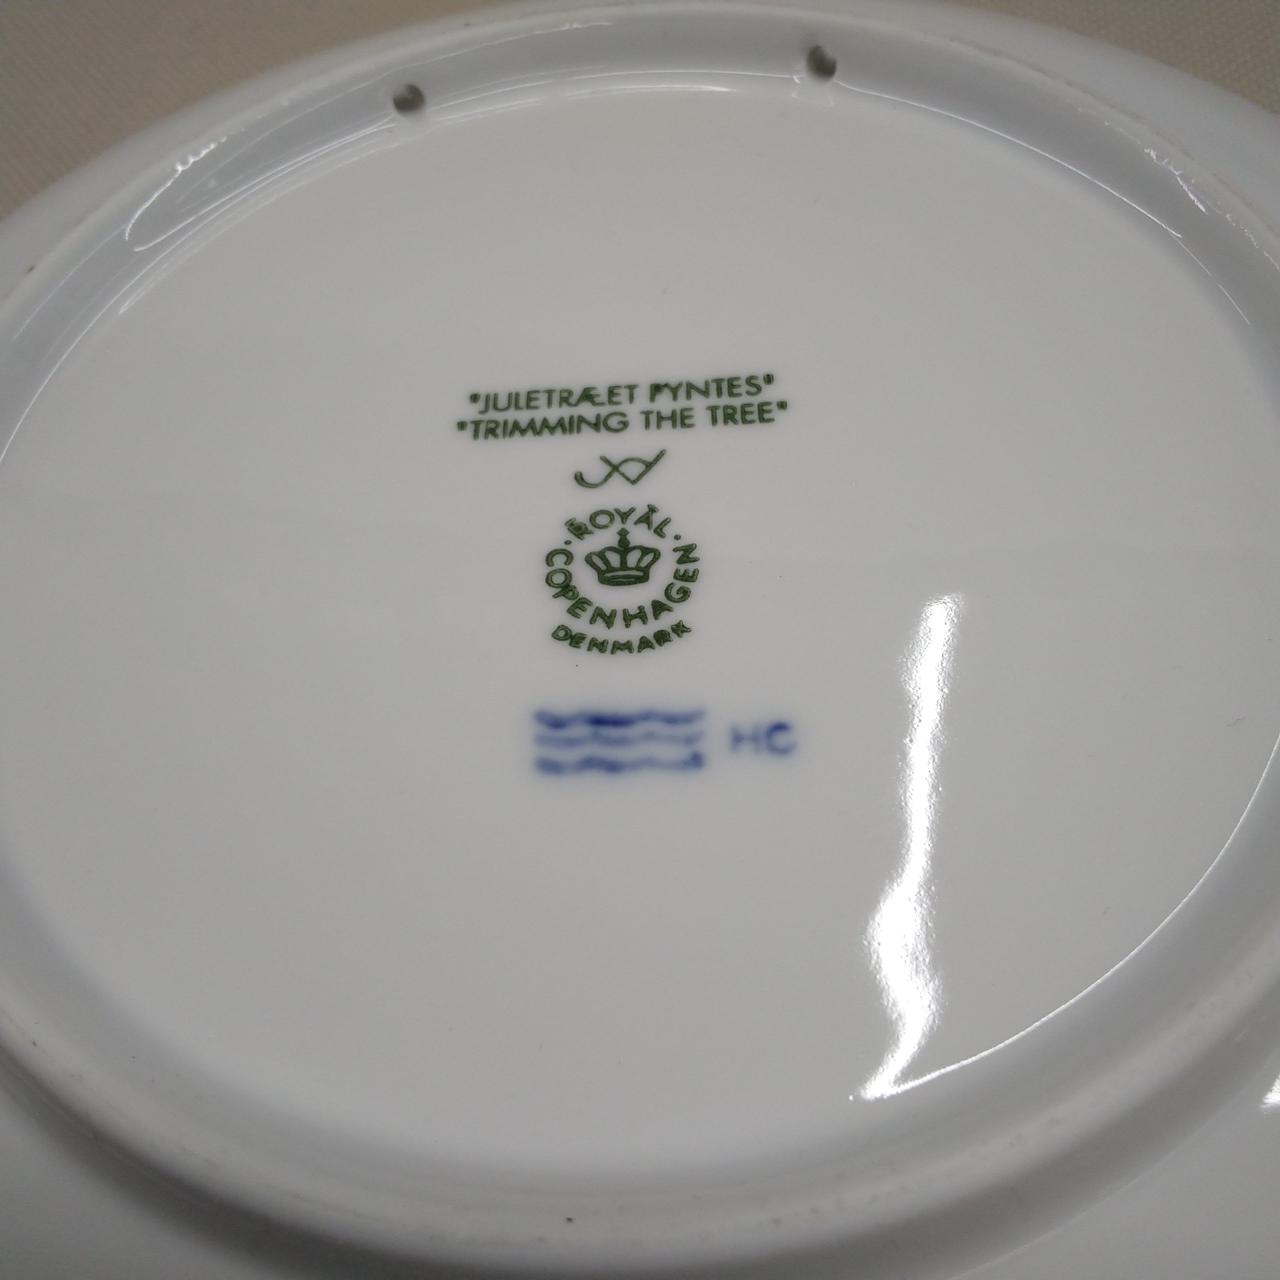 "JULETRÆET PYNTES"
"TRIMMING THE TREE"
ROYAL
COPENHAGEN
DENMARK
HC